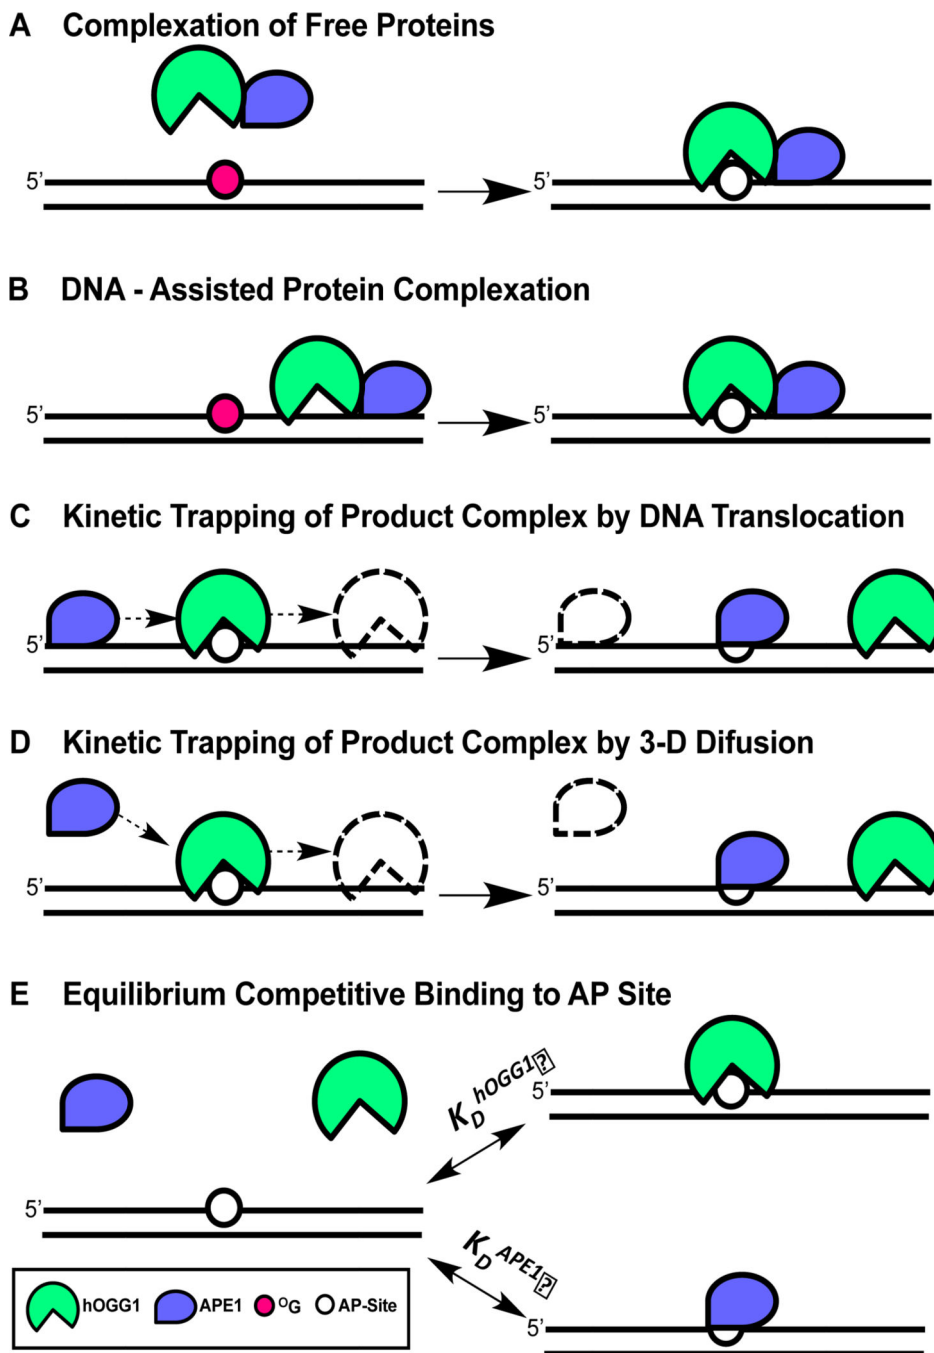 A Complexation of Free Proteins
5'
5'
B DNA - Assisted Protein Complexation
5'
5'
C Kinetic Trapping of Product Complex by DNA Translocation
5'
5'
D Kinetic Trapping of Product Complex by 3-D Difusion
5'
5'
E Equilibrium Competitive Binding to AP Site
K_D^hOGG1⍰
5'
5'
K_D^APE1⍰
5'
hOGG1 APE1 ᴼG AP-Site